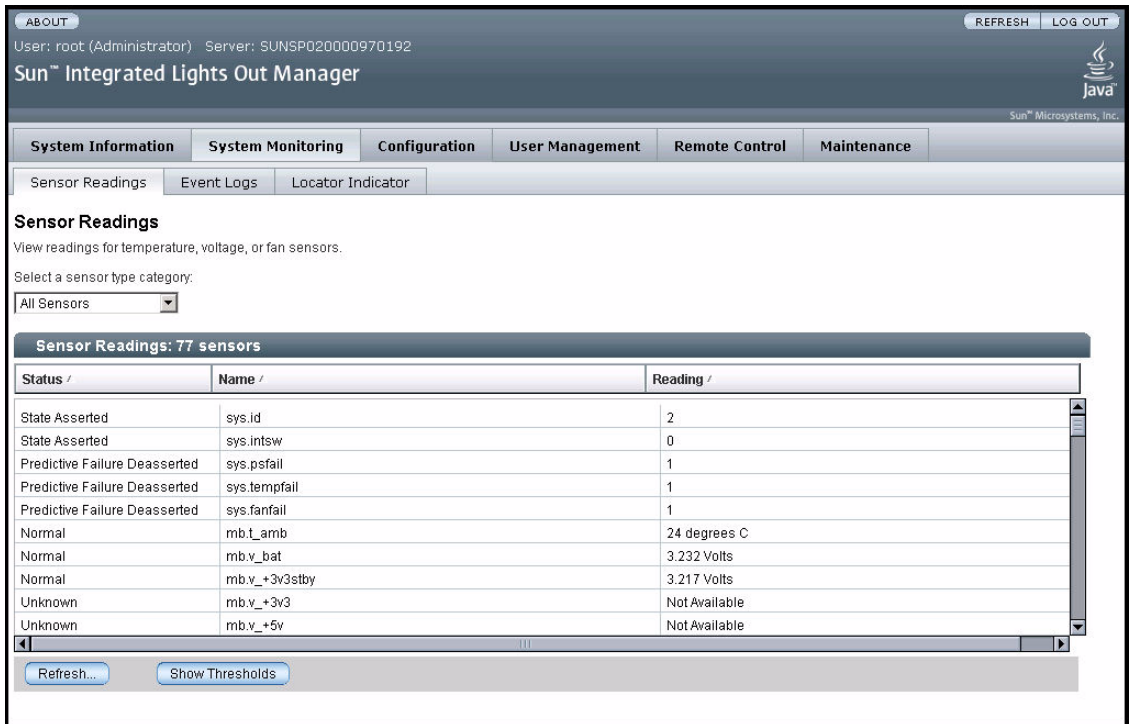 ABOUT
REFRESH LOG OUT
User: root (Administrator) Server: SUNSP020000970192
Sun™ Integrated Lights Out Manager
Java™
Sun™ Microsystems, Inc.
System Information System Monitoring Configuration User Management Remote Control Maintenance
Sensor Readings Event Logs Locator Indicator
Sensor Readings
View readings for temperature, voltage, or fan sensors.
Select a sensor type category:
All Sensors
Sensor Readings: 77 sensors
Status Name Reading
State Asserted sys.id 2
State Asserted sys.intsw 0
Predictive Failure Deasserted sys.psfail 1
Predictive Failure Deasserted sys.tempfail 1
Predictive Failure Deasserted sys.fanfail 1
Normal mb.t_amb 24 degrees C
Normal mb.v_bat 3.232 Volts
Normal mb.v_+3v3stby 3.217 Volts
Unknown mb.v_+3v3 Not Available
Unknown mb.v_+5v Not Available
Refresh... Show Thresholds